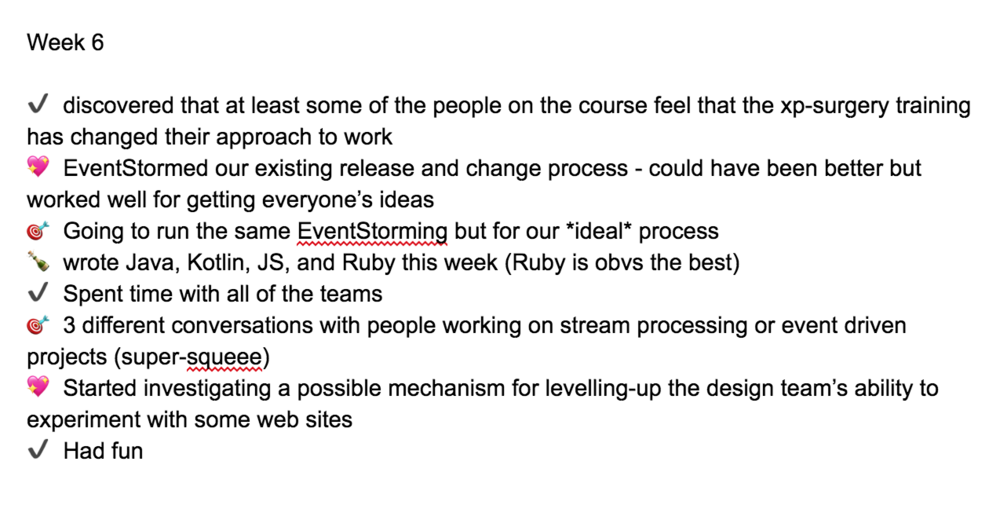 Week 6
✔ discovered that at least some of the people on the course feel that the xp-surgery training
has changed their approach to work
💖 EventStormed our existing release and change process - could have been better but
worked well for getting everyone’s ideas
🎯 Going to run the same EventStorming but for our *ideal* process
🍾 wrote Java, Kotlin, JS, and Ruby this week (Ruby is obvs the best)
✔ Spent time with all of the teams
🎯 3 different conversations with people working on stream processing or event driven
projects (super-squeee)
💖 Started investigating a possible mechanism for levelling-up the design team’s ability to
experiment with some web sites
✔ Had fun